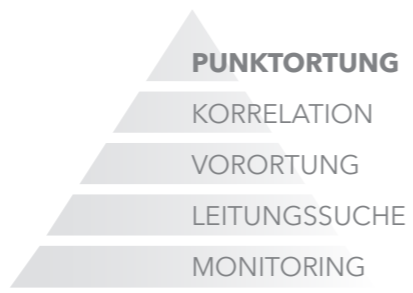 PUNKTORTUNG
KORRELATION
VORORTUNG
LEITUNGSSUCHE
MONITORING